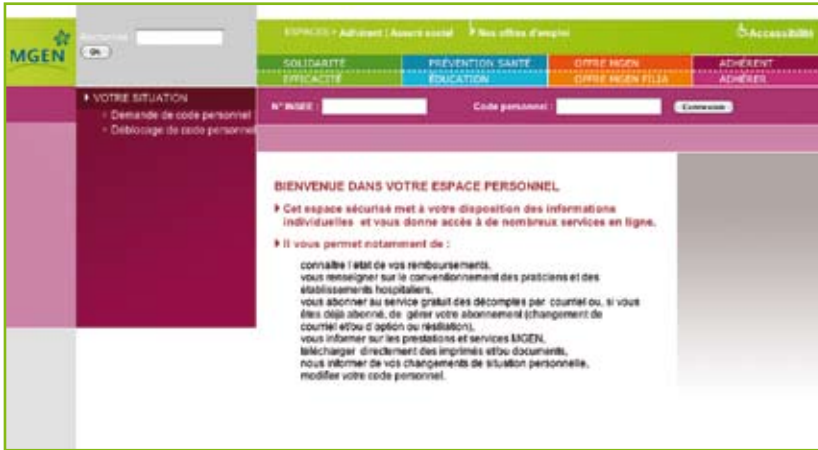 MGEN
Rechercher
Ok
ESPACES > Adhérent | Assuré social
Nos offres d'emploi
Accessibilité
SOLIDARITÉ
EFFICACITÉ
PRÉVENTION SANTÉ
ÉDUCATION
OFFRE MGEN
OFFRE MGEN FILIA
ADHÉRENT
ADHÉRER
VOTRE SITUATION
Demande de code personnel
Déblocage de code personnel
N° INSEE :
Code personnel :
Connexion
BIENVENUE DANS VOTRE ESPACE PERSONNEL
Cet espace sécurisé met à votre disposition des informations
individuelles et vous donne accès à de nombreux services en ligne.
Il vous permet notamment de :
connaître l'état de vos remboursements,
vous renseigner sur le conventionnement des praticiens et des
établissements hospitaliers,
vous abonner au service gratuit des décomptes par courriel ou, si vous
êtes déjà abonné, de gérer votre abonnement (changement de
courriel et/ou d'option ou résiliation),
vous informer sur les prestations et services MGEN,
télécharger directement des imprimés et/ou documents,
nous informer de vos changements de situation personnelle,
modifier votre code personnel.